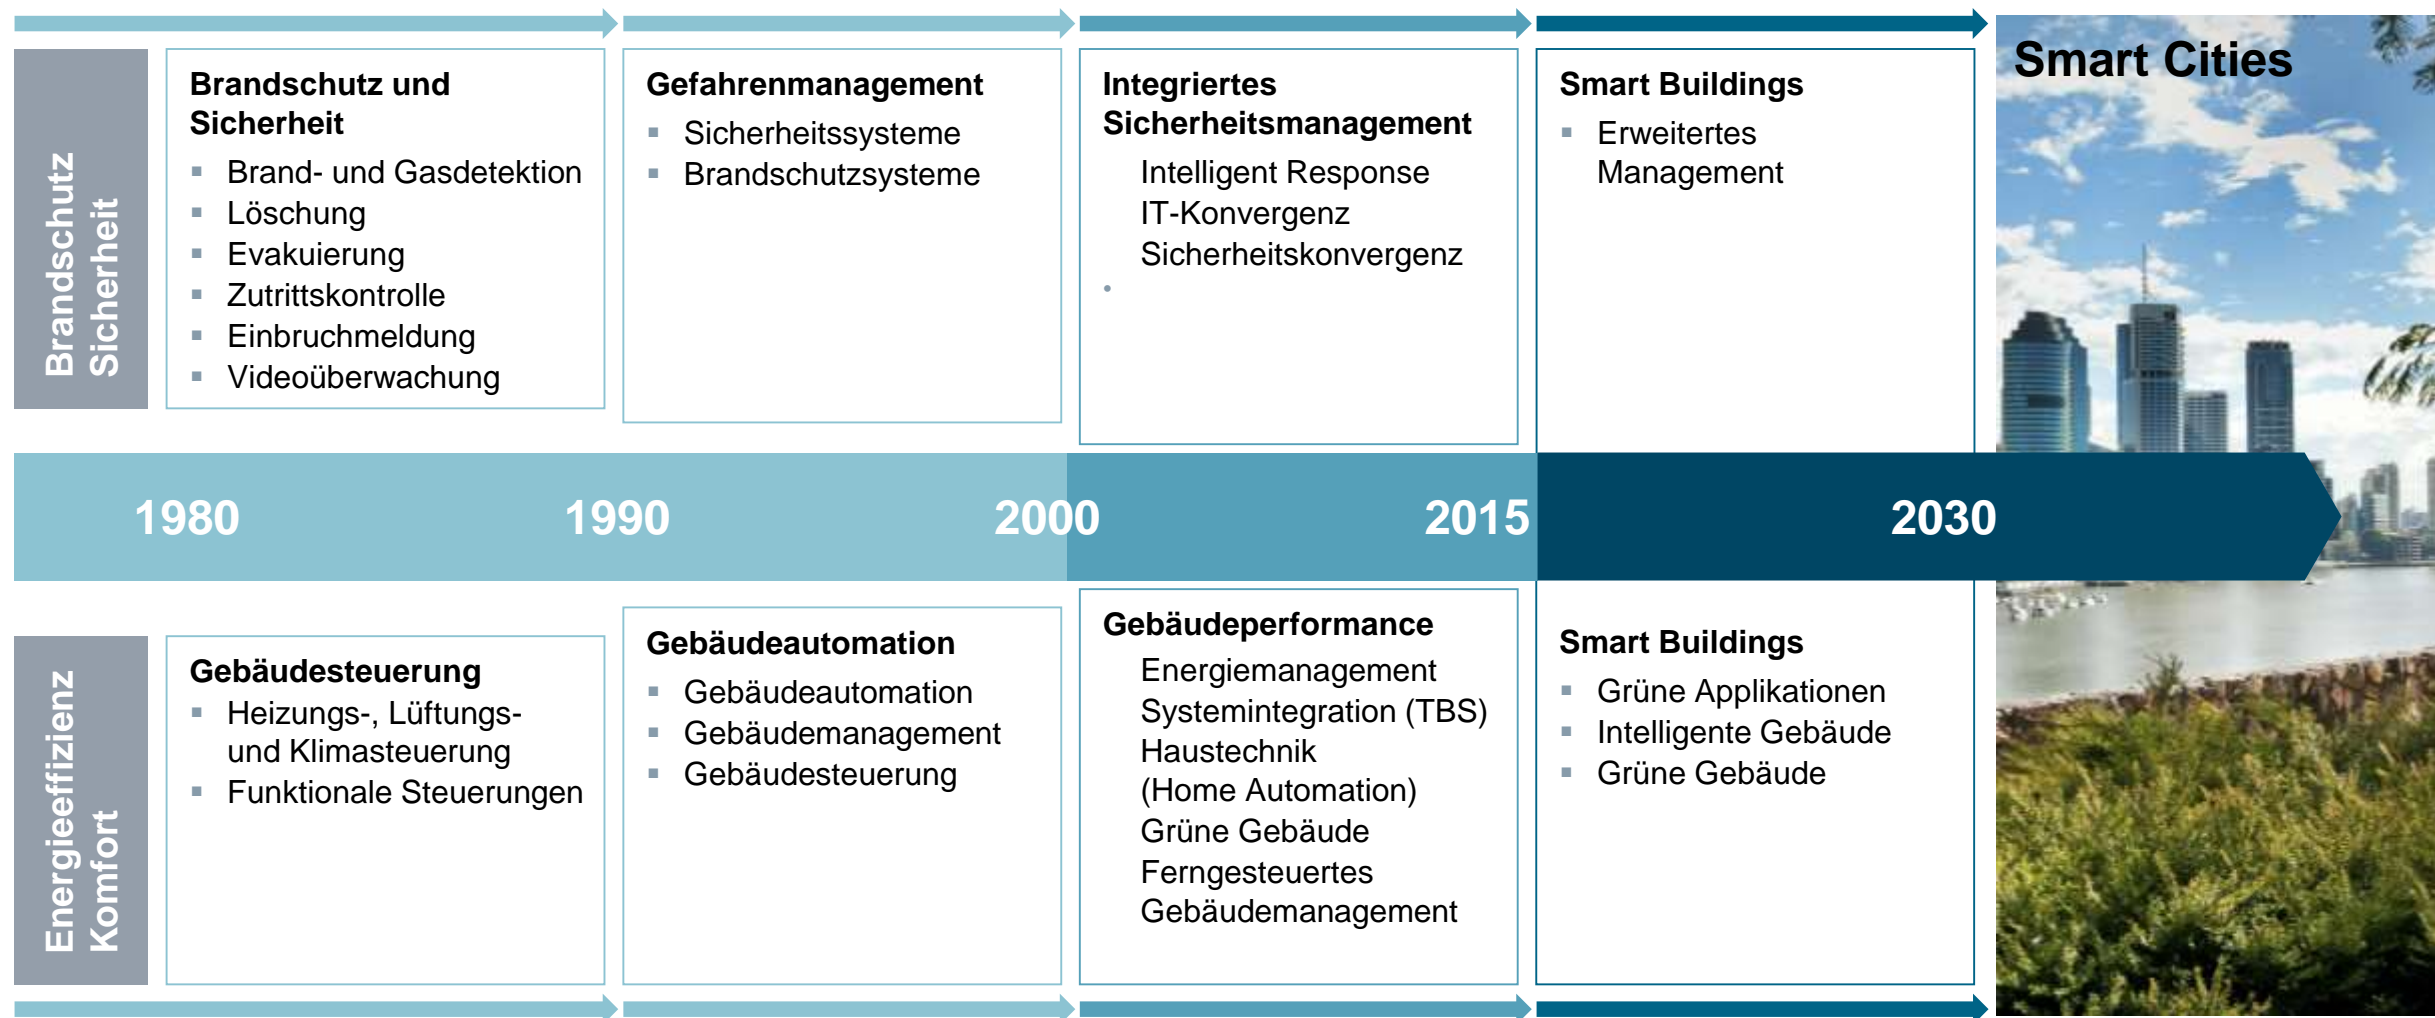 Smart Cities
Brandschutz
Sicherheit
Brandschutz und
Sicherheit
Brand- und Gasdetektion
Löschung
Evakuierung
Zutrittskontrolle
Einbruchmeldung
Videoüberwachung
Gefahrenmanagement
Sicherheitssysteme
Brandschutzsysteme
Integriertes
Sicherheitsmanagement
Intelligent Response
IT-Konvergenz
Sicherheitskonvergenz
Smart Buildings
Erweitertes
Management
1980
1990
2000
2015
2030
Energieeffizienz
Komfort
Gebäudesteuerung
Heizungs-, Lüftungs-
und Klimasteuerung
Funktionale Steuerungen
Gebäudeautomation
Gebäudeautomation
Gebäudemanagement
Gebäudesteuerung
Gebäudeperformance
Energiemanagement
Systemintegration (TBS)
Haustechnik
(Home Automation)
Grüne Gebäude
Ferngesteuertes
Gebäudemanagement
Smart Buildings
Grüne Applikationen
Intelligente Gebäude
Grüne Gebäude